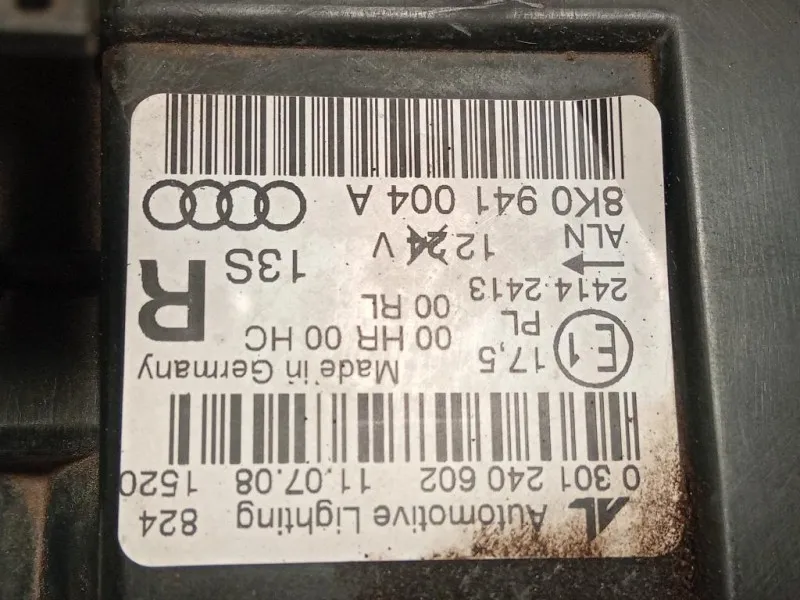 AL Automotive Lighting 824
0 301 240 602 11.07.08 1520
Made in Germany
E1 17,5 00 HR 00 HC R
PL 00 RL
2414 2413 13S
ALN 12 24 V
8K0 941 004 A